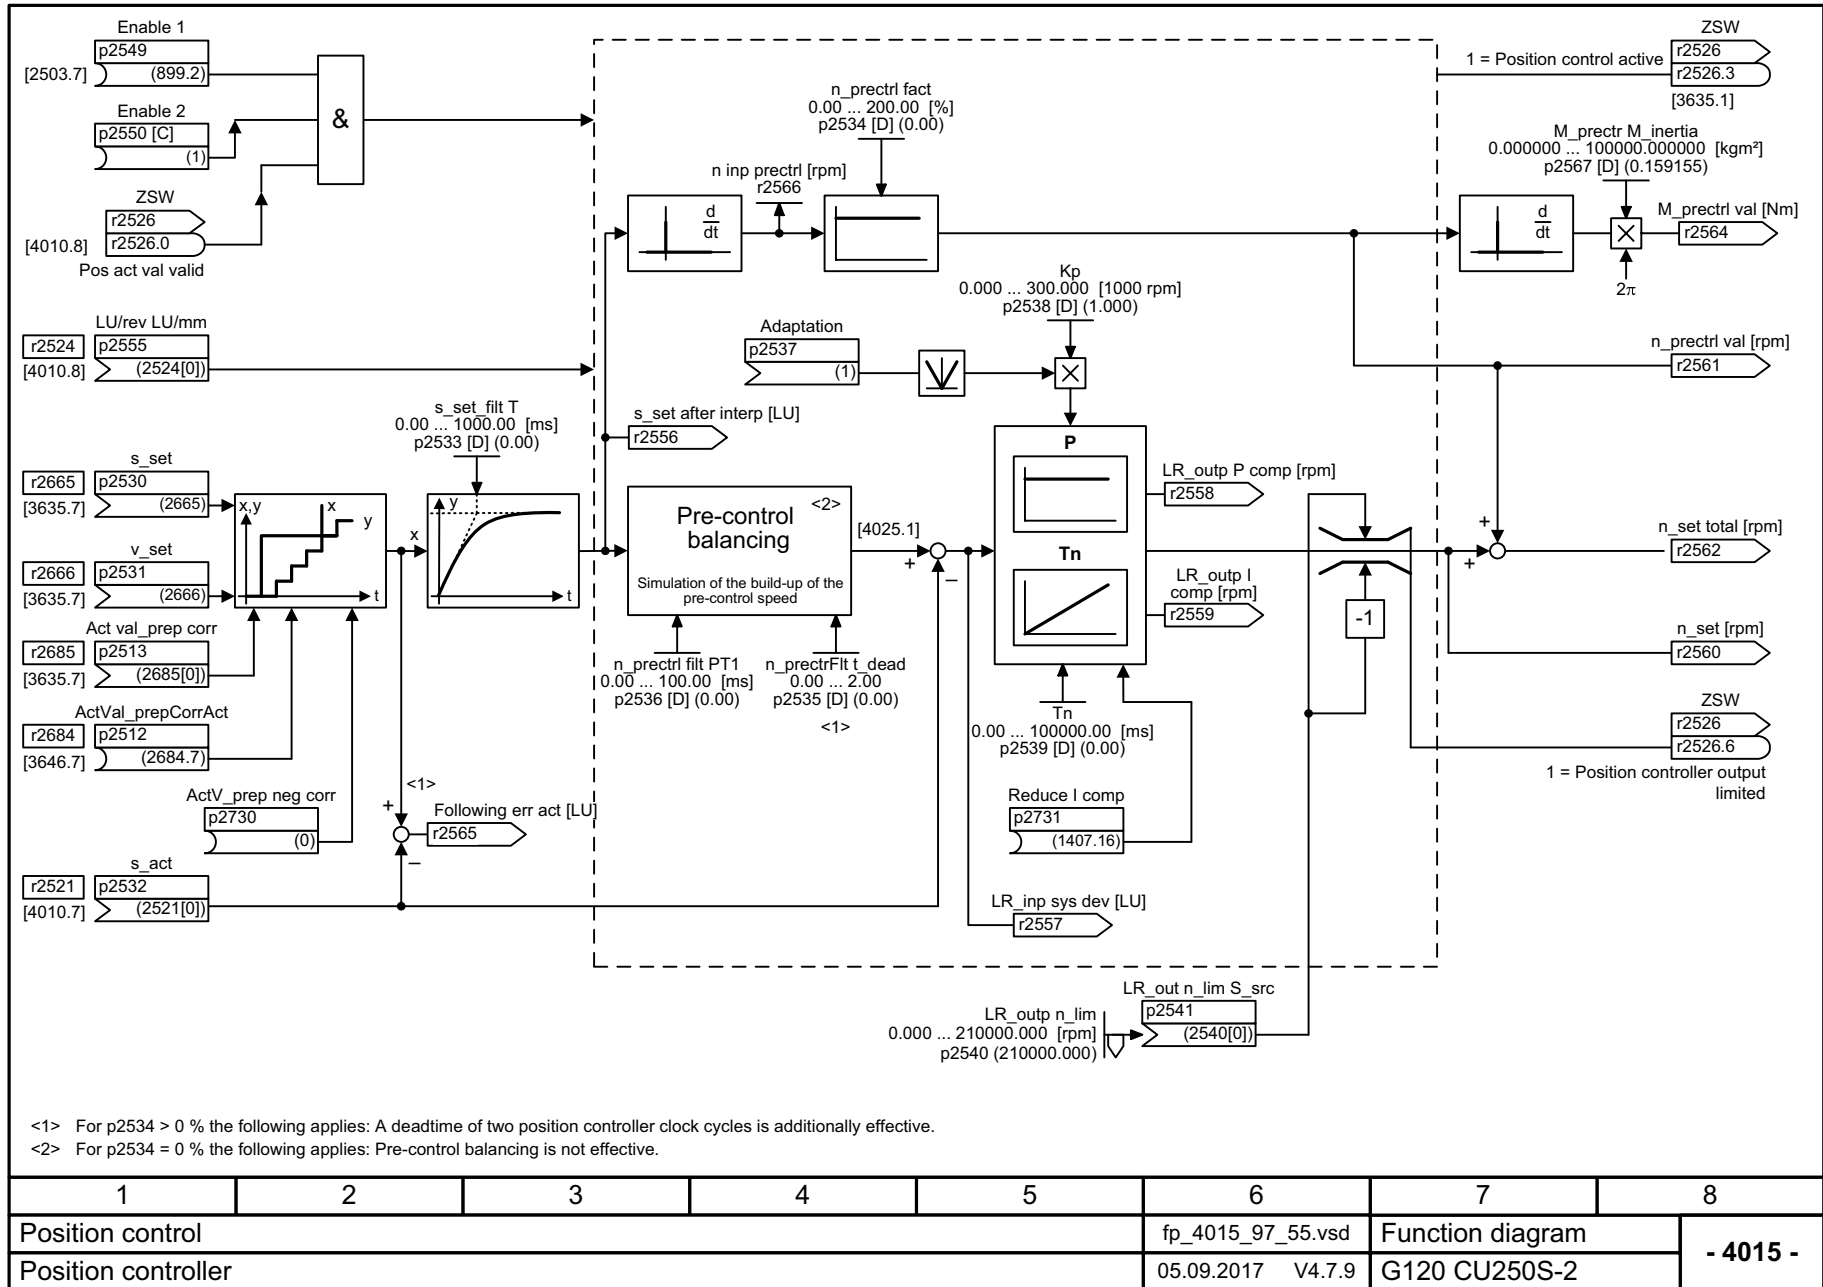 Enable 1
p2549
[2503.7]
(899.2)
Enable 2
p2550 [C]
(1)
&
ZSW
r2526
r2526.0
[4010.8]
Pos act val valid
LU/rev LU/mm
r2524
p2555
[4010.8]
(2524[0])
s_set_filt T
0.00 ... 1000.00 [ms]
p2533 [D] (0.00)
s_set
r2665
p2530
[3635.7]
(2665)
v_set
r2666
p2531
[3635.7]
(2666)
x,y
x
y
t
x
y
t
Act val_prep corr
r2685
p2513
[3635.7]
(2685[0])
ActVal_prepCorrAct
r2684
p2512
[3646.7]
(2684.7)
ActV_prep neg corr
p2730
(0)
<1>
+
–
Following err act [LU]
r2565
s_act
r2521
p2532
[4010.7]
(2521[0])
n_prectrl fact
0.00 ... 200.00 [%]
p2534 [D] (0.00)
n inp prectrl [rpm]
r2566
d
dt
Kp
0.000 ... 300.000 [1000 rpm]
p2538 [D] (1.000)
Adaptation
p2537
(1)
s_set after interp [LU]
r2556
Pre-control
balancing
<2>
Simulation of the build-up of the
pre-control speed
[4025.1]
+
–
n_prectrl filt PT1
0.00 ... 100.00 [ms]
p2536 [D] (0.00)
n_prectrFlt t_dead
0.00 ... 2.00
p2535 [D] (0.00)
<1>
P
Tn
LR_outp P comp [rpm]
r2558
LR_outp I
comp [rpm]
r2559
Tn
0.00 ... 100000.00 [ms]
p2539 [D] (0.00)
Reduce I comp
p2731
(1407.16)
LR_inp sys dev [LU]
r2557
-1
LR_out n_lim S_src
p2541
(2540[0])
LR_outp n_lim
0.000 ... 210000.000 [rpm]
p2540 (210000.000)
ZSW
1 = Position control active
r2526
r2526.3
[3635.1]
M_prectr M_inertia
0.000000 ... 100000.000000 [kgm²]
p2567 [D] (0.159155)
d
dt
2π
M_prectrl val [Nm]
r2564
n_prectrl val [rpm]
r2561
+
+
n_set total [rpm]
r2562
n_set [rpm]
r2560
ZSW
r2526
r2526.6
1 = Position controller output
limited
<1> For p2534 > 0 % the following applies: A deadtime of two position controller clock cycles is additionally effective.
<2> For p2534 = 0 % the following applies: Pre-control balancing is not effective.
1 2 3 4 5 6 7 8
Position control
fp_4015_97_55.vsd
Function diagram
- 4015 -
Position controller
05.09.2017 V4.7.9
G120 CU250S-2